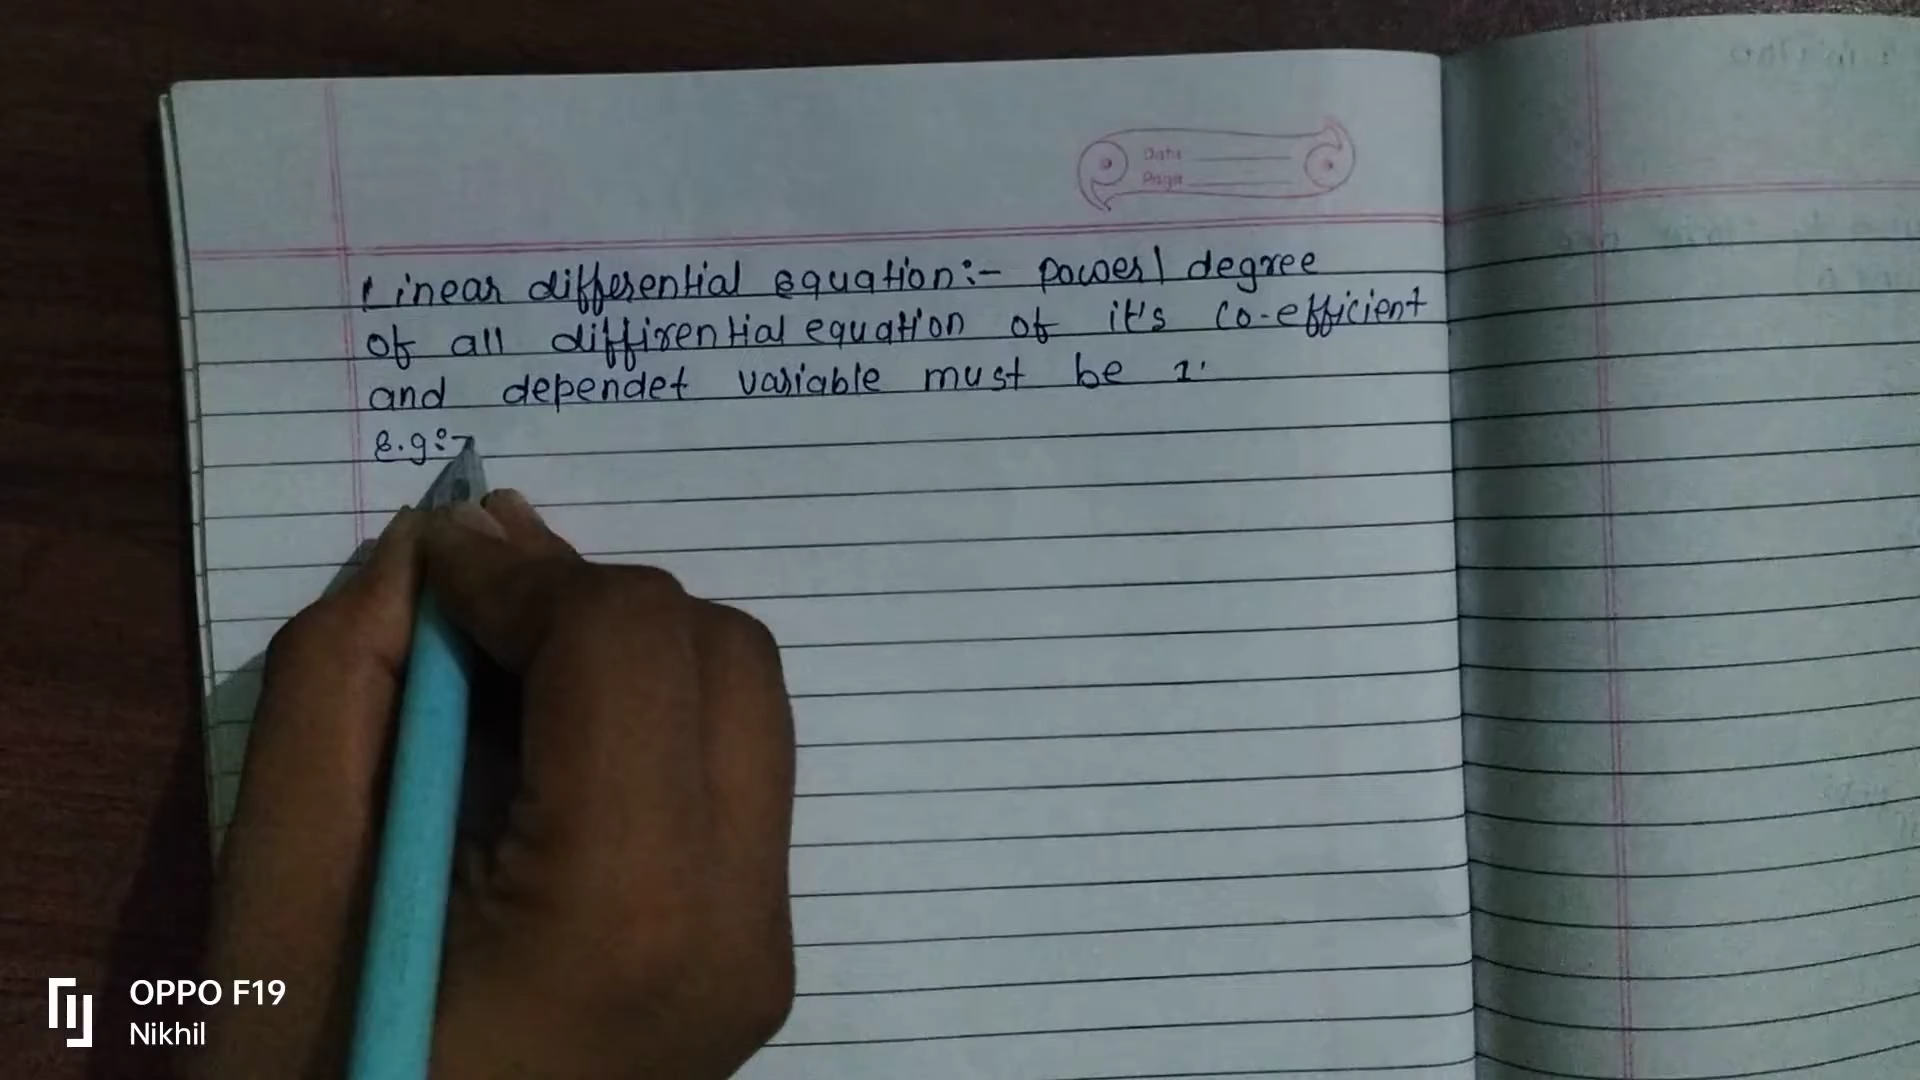 Date
Page
Linear differential equation:- power/ degree
of all diffirential equation of it's co-efficient
and dependet variable must be 1.
e.g:-
OPPO F19
Nikhil